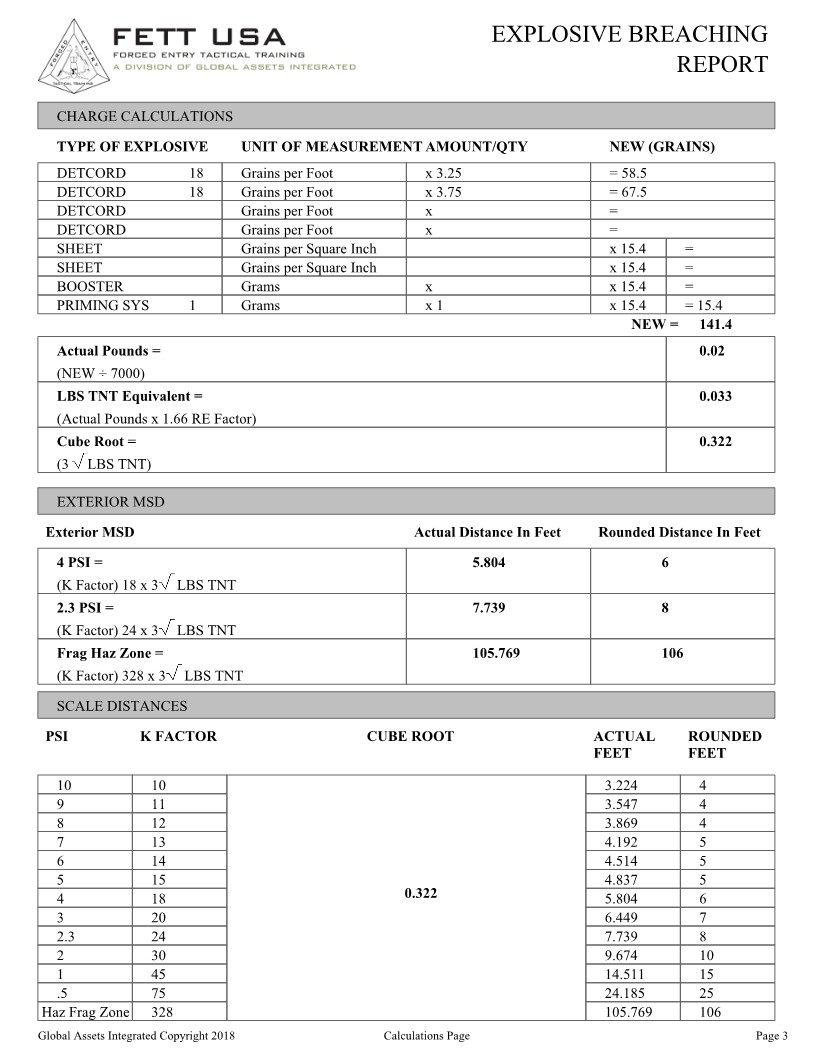 FETT USA
FORCED ENTRY TACTICAL TRAINING
A DIVISION OF GLOBAL ASSETS INTEGRATED
FORCED ENTRY
TACTICAL TRAINING
EXPLOSIVE BREACHING
REPORT
CHARGE CALCULATIONS
TYPE OF EXPLOSIVE UNIT OF MEASUREMENT AMOUNT/QTY NEW (GRAINS)
DETCORD 18 Grains per Foot x 3.25 = 58.5
DETCORD 18 Grains per Foot x 3.75 = 67.5
DETCORD Grains per Foot x =
DETCORD Grains per Foot x =
SHEET Grains per Square Inch x 15.4 =
SHEET Grains per Square Inch x 15.4 =
BOOSTER Grams x x 15.4 =
PRIMING SYS 1 Grams x 1 x 15.4 = 15.4
NEW = 141.4
Actual Pounds = 0.02
(NEW ÷ 7000)
LBS TNT Equivalent = 0.033
(Actual Pounds x 1.66 RE Factor)
Cube Root = 0.322
(3 √ LBS TNT)
EXTERIOR MSD
Exterior MSD Actual Distance In Feet Rounded Distance In Feet
4 PSI = 5.804 6
(K Factor) 18 x 3√ LBS TNT
2.3 PSI = 7.739 8
(K Factor) 24 x 3√ LBS TNT
Frag Haz Zone = 105.769 106
(K Factor) 328 x 3√ LBS TNT
SCALE DISTANCES
PSI K FACTOR CUBE ROOT ACTUAL ROUNDED
FEET FEET
10 10 3.224 4
9 11 3.547 4
8 12 3.869 4
7 13 4.192 5
6 14 4.514 5
5 15 4.837 5
0.322
4 18 5.804 6
3 20 6.449 7
2.3 24 7.739 8
2 30 9.674 10
1 45 14.511 15
.5 75 24.185 25
Haz Frag Zone 328 105.769 106
Global Assets Integrated Copyright 2018 Calculations Page Page 3